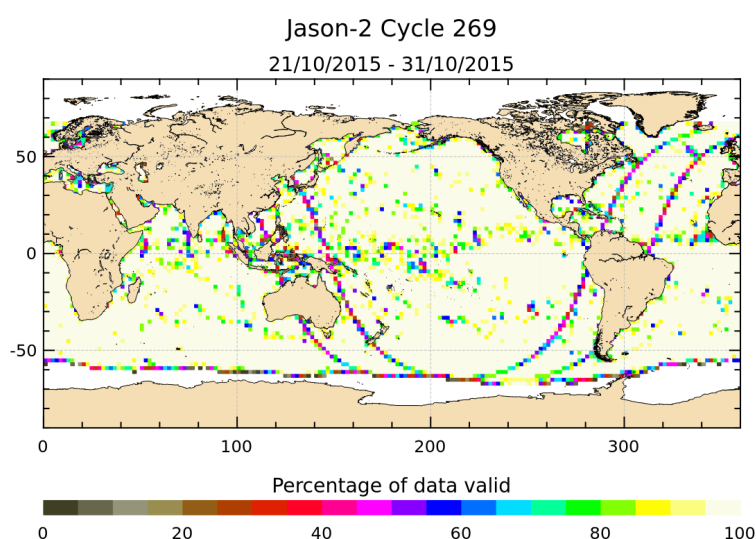 Jason-2 Cycle 269
21/10/2015 - 31/10/2015
50
0
-50
0 100 200 300
Percentage of data valid
0 20 40 60 80 100